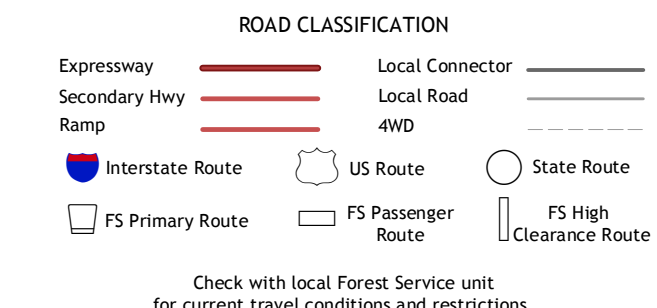 ROAD CLASSIFICATION
Expressway
Local Connector
Secondary Hwy
Local Road
Ramp
4WD
Interstate Route
US Route
State Route
FS Primary Route
FS Passenger
Route
FS High
Clearance Route
Check with local Forest Service unit
for current travel conditions and restrictions